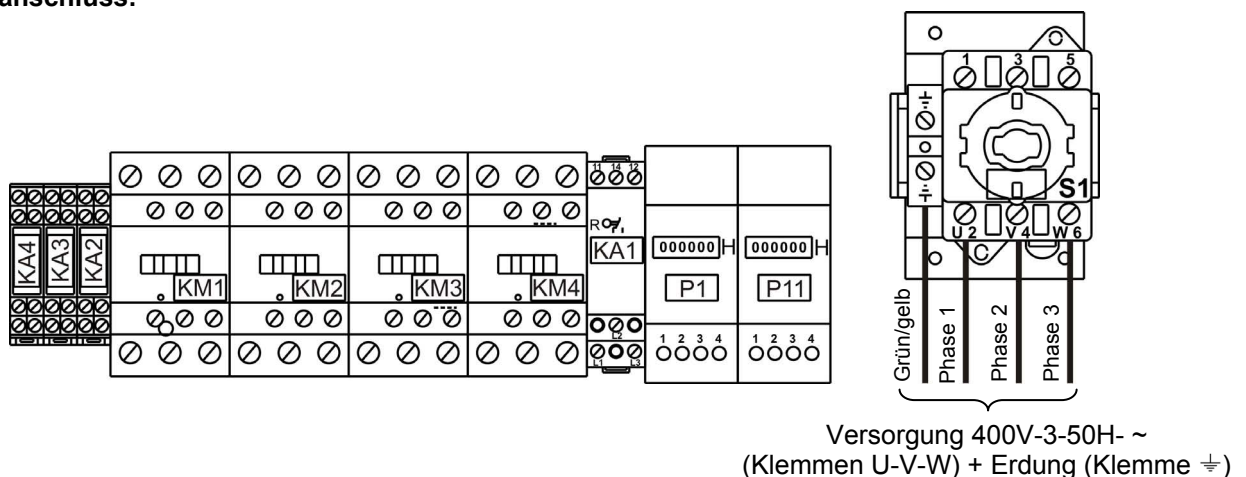 anschluss:
1 3 5
S1
U 2 V 4 W 6
11 14 12
R
KA4 KA3 KA2 KM1 KM2 KM3 KM4 KA1
000000 H 000000 H
P1 P11
L2
1 2 3 4 1 2 3 4
L1 L3
Grün/gelb
Phase 1
Phase 2
Phase 3
Versorgung 400V-3-50H- ~
(Klemmen U-V-W) + Erdung (Klemme ⏚)